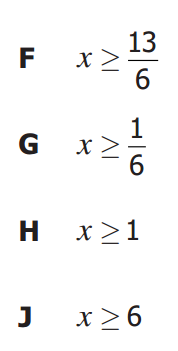 F x ≥ 13/6
G x ≥ 1/6
H x ≥ 1
J x ≥ 6